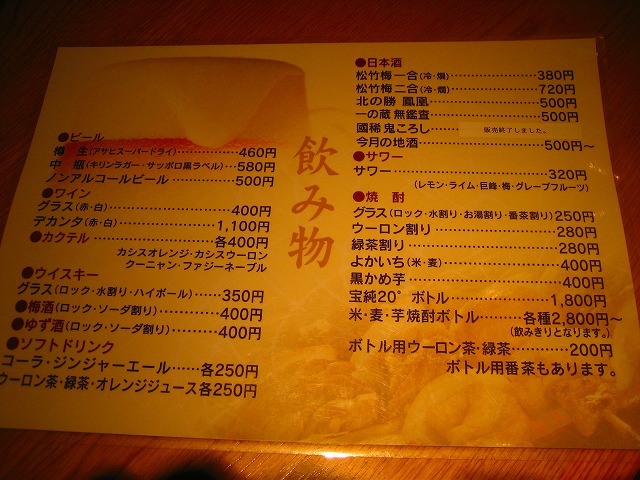 飲み物
●ビール
樽 生(アサヒスーパードライ)…………460円
中 瓶(キリンラガー・サッポロ黒ラベル)…580円
ノンアルコールビール……………500円
●ワイン
グラス(赤・白)……………………400円
デカンタ(赤・白)………………1,100円
●カクテル……………………各400円
カシスオレンジ・カシスウーロン
クーニャン・ファジーネーブル
●ウイスキー
グラス(ロック・水割り・ハイボール)……350円
●梅酒(ロック・ソーダ割り)…………400円
●ゆず酒(ロック・ソーダ割り)………400円
●ソフトドリンク
コーラ・ジンジャーエール……各250円
ウーロン茶・緑茶・オレンジジュース各250円
●日本酒
松竹梅 一合(冷・燗)……………………380円
松竹梅 二合(冷・燗)……………………720円
北の勝 鳳凰……………………………500円
一の蔵 無鑑査…………………………500円
國稀 鬼ころし…… 販売終了しました。
今月の地酒……………………………500円〜
●サワー
サワー……………………………………320円
(レモン・ライム・巨峰・梅・グレープフルーツ)
●焼 酎
グラス(ロック・水割り・お湯割り・番茶割り)250円
ウーロン割り……………………………280円
緑茶割り…………………………………280円
よかいち(米・麦)………………………400円
黒かめ芋…………………………………400円
宝純20°ボトル………………………1,800円
米・麦・芋焼酎ボトル………各種2,800円〜
(飲みきりとなります。)
ボトル用ウーロン茶・緑茶…………200円
ボトル用番茶もあります。